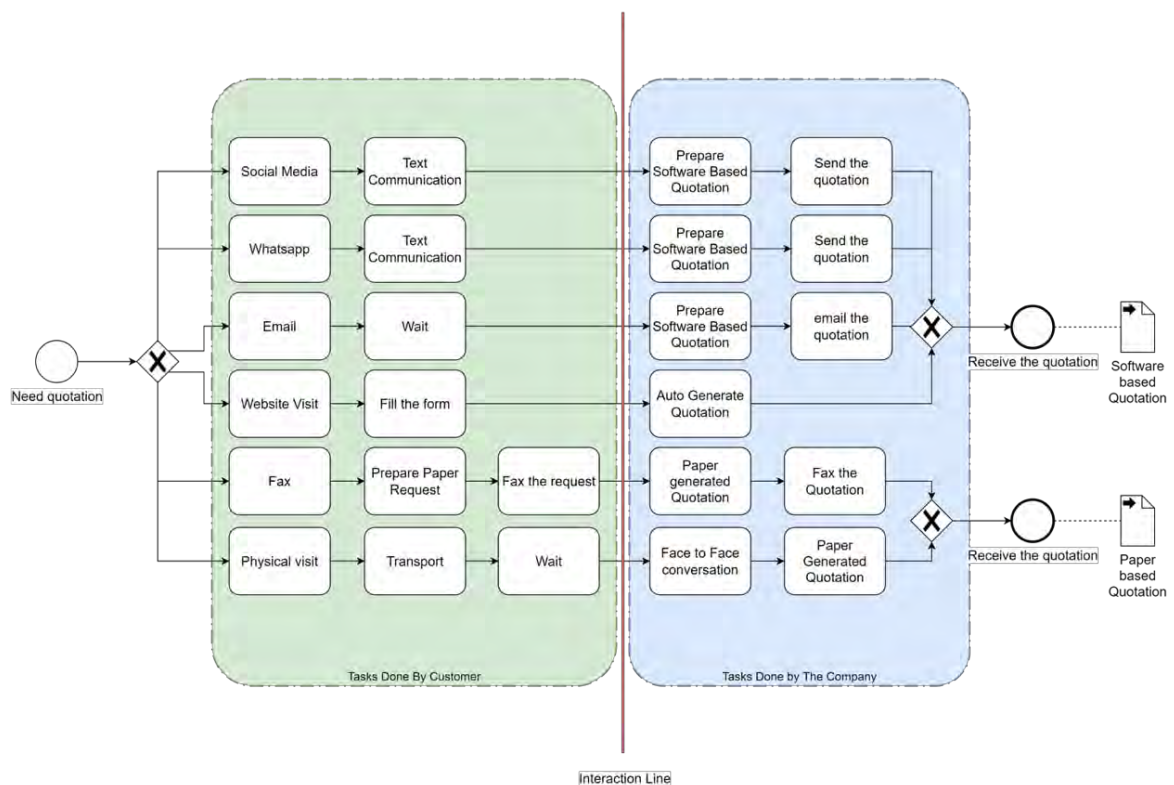 Social Media
Text
Communication
Prepare
Software Based
Quotation
Send the
quotation
Whatsapp
Text
Communication
Prepare
Software Based
Quotation
Send the
quotation
Email
Wait
Prepare
Software Based
Quotation
email the
quotation
Need quotation
Receive the quotation
Software
based
Quotation
Website Visit
Fill the form
Auto Generate
Quotation
Fax
Prepare Paper
Request
Fax the request
Paper
generated
Quotation
Fax the
Quotation
Physical visit
Transport
Wait
Face to Face
conversation
Paper
Generated
Quotation
Receive the quotation
Paper
based
Quotation
Tasks Done By Customer
Tasks Done by The Company
Interaction Line